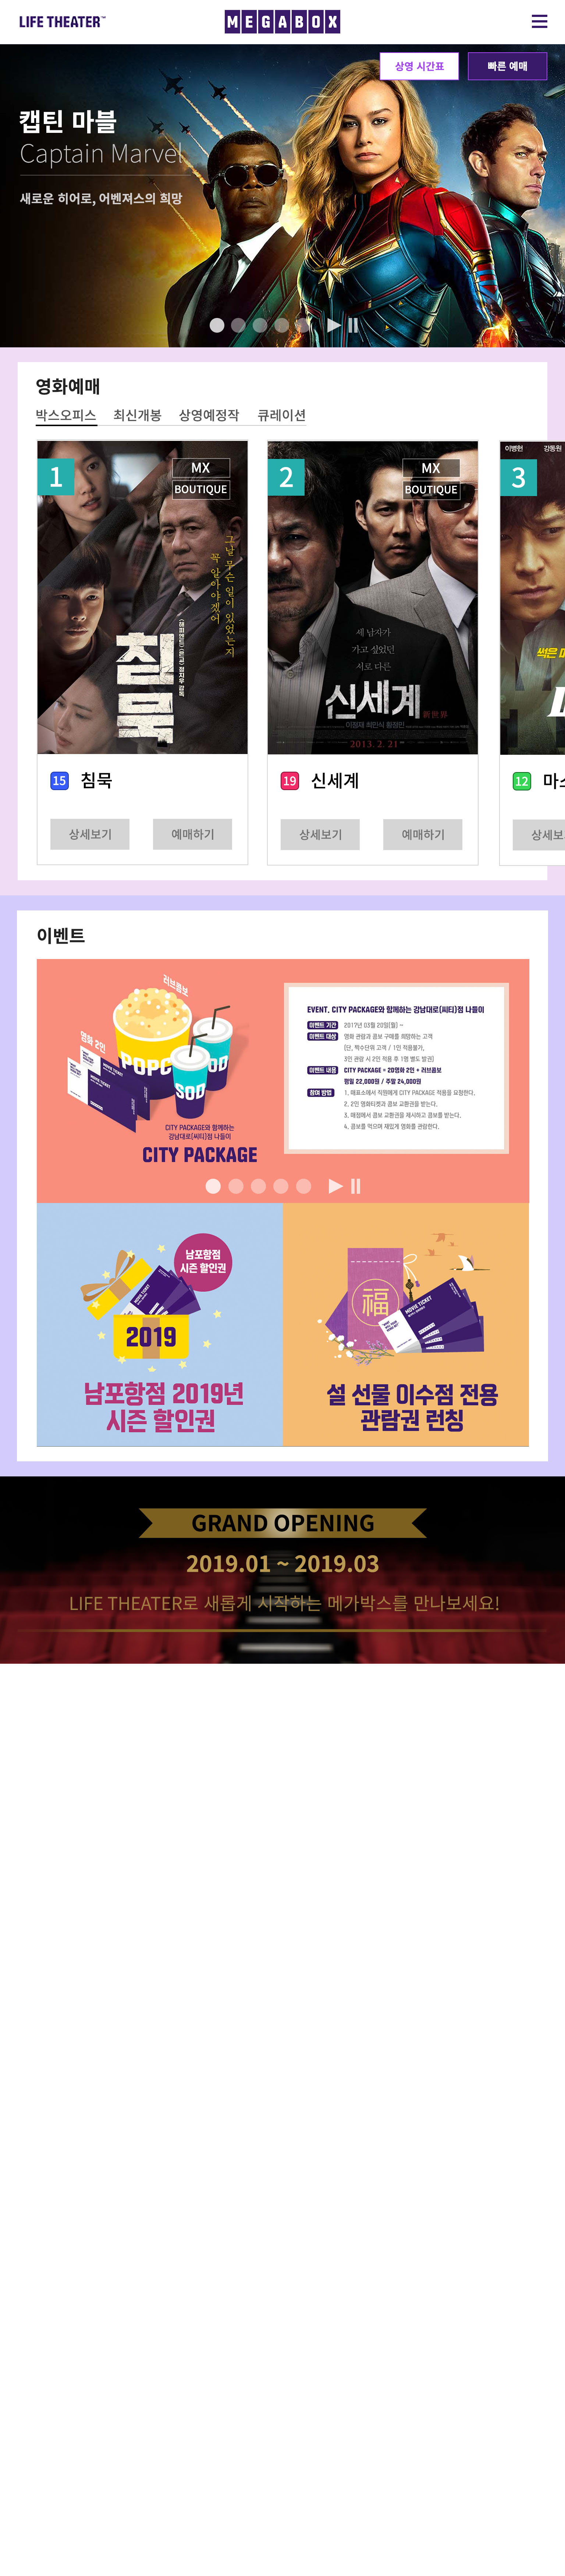 LIFE THEATER™
MEGABOX
상영 시간표
빠른 예매
캡틴 마블
Captain Marvel
새로운 히어로, 어벤져스의 희망
영화예매
박스오피스
최신개봉
상영예정작
큐레이션
1
MX
BOUTIQUE
그날 무슨 일이 있었는지
꼭 알아야겠어
침묵
15
침묵
상세보기
예매하기
2
MX
BOUTIQUE
세 남자가
가고 싶었던
서로 다른
신세계
新世界
이정재 최민식 황정민
2013. 2. 21
19
신세계
상세보기
예매하기
이병헌
강동원
3
12
상세보
이벤트
러브콤보
영화 2인
POPC
SOD
SOD
CITY PACKAGE와 함께하는
강남대로(씨티)점 나들이
CITY PACKAGE
EVENT. CITY PACKAGE와 함께하는 강남대로(씨티)점 나들이
이벤트 기간 2017년 03월 20일(월) ~
이벤트 대상 영화 관람과 콤보 구매를 희망하는 고객
(단, 짝수단위 고객 / 1인 적용불가,
3인 관람 시 2인 적용 후 1명 별도 발권)
이벤트 내용 CITY PACKAGE = 2D영화 2인 + 러브콤보
평일 22,000원 / 주말 24,000원
참여 방법 1. 매표소에서 직원에게 CITY PACKAGE 적용을 요청한다.
2. 2인 영화티켓과 콤보 교환권을 받는다.
3. 매점에서 콤보 교환권을 제시하고 콤보를 받는다.
4. 콤보를 먹으며 재밌게 영화를 관람한다.
남포항점
시즌 할인권
MOVIE TICKET
2019
남포항점 2019년
시즌 할인권
福
MOVIE TICKET
설 선물 이수점 전용
관람권 런칭
GRAND OPENING
2019.01 ~ 2019.03
LIFE THEATER로 새롭게 시작하는 메가박스를 만나보세요!